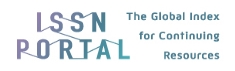 ISSN
PORTAL
The Global Index
for Continuing
Resources